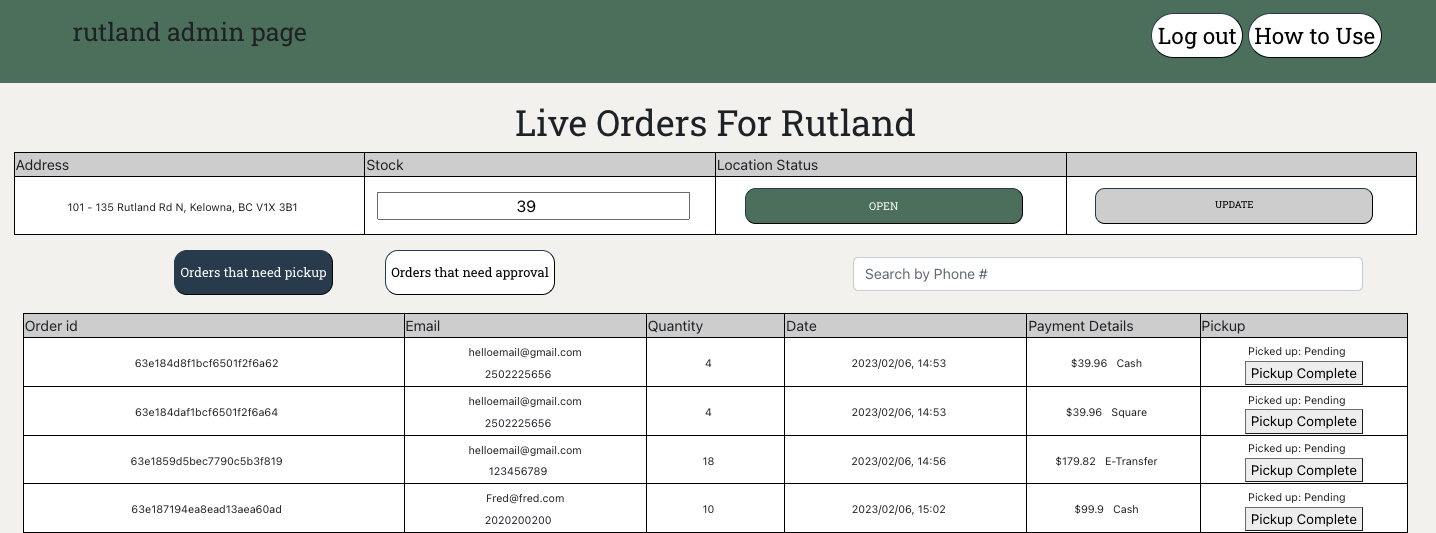 rutland admin page
Log out How to Use
Live Orders For Rutland
Address Stock Location Status
101 - 135 Rutland Rd N, Kelowna, BC V1X 3B1 39 OPEN UPDATE
Orders that need pickup Orders that need approval Search by Phone #
Order id Email Quantity Date Payment Details Pickup
63e184d8f1bcf6501f2f6a62 helloemail@gmail.com 4 2023/02/06, 14:53 $39.96 Cash Picked up: Pending
2502225656 Pickup Complete
63e184daf1bcf6501f2f6a64 helloemail@gmail.com 4 2023/02/06, 14:53 $39.96 Square Picked up: Pending
2502225656 Pickup Complete
63e1859d5bec7790c5b3f819 helloemail@gmail.com 18 2023/02/06, 14:56 $179.82 E-Transfer Picked up: Pending
123456789 Pickup Complete
63e187194ea8ead13aea60ad Fred@fred.com 10 2023/02/06, 15:02 $99.9 Cash Picked up: Pending
2020200200 Pickup Complete